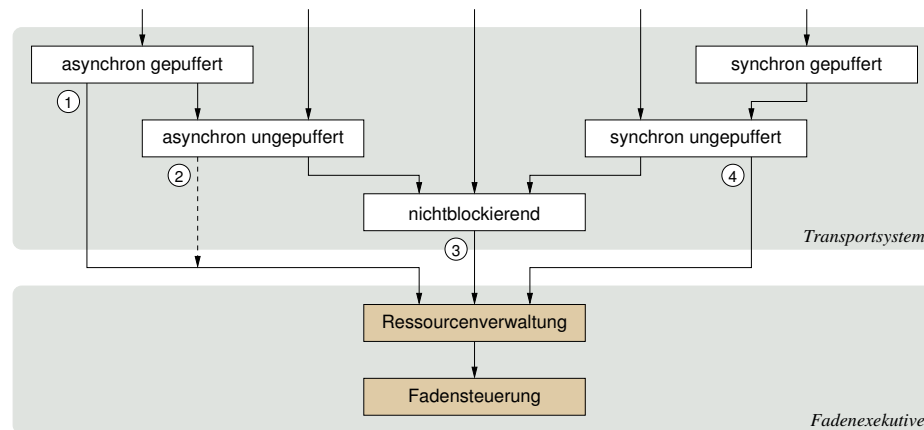 asynchron gepuffert
synchron gepuffert
1
asynchron ungepuffert
synchron ungepuffert
2
4
nichtblockierend
3
Transportsystem
Ressourcenverwaltung
Fadensteuerung
Fadenexekutive